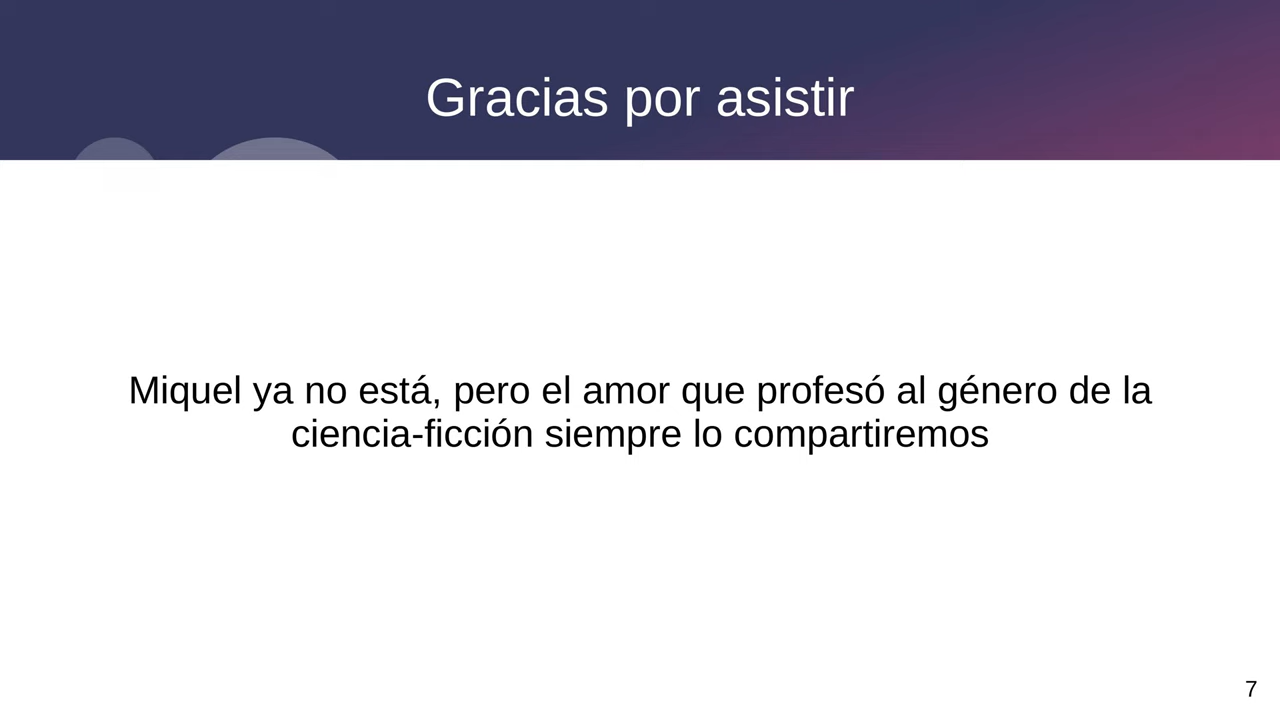 Gracias por asistir
Miquel ya no está, pero el amor que profesó al género de la
ciencia-ficción siempre lo compartiremos
7